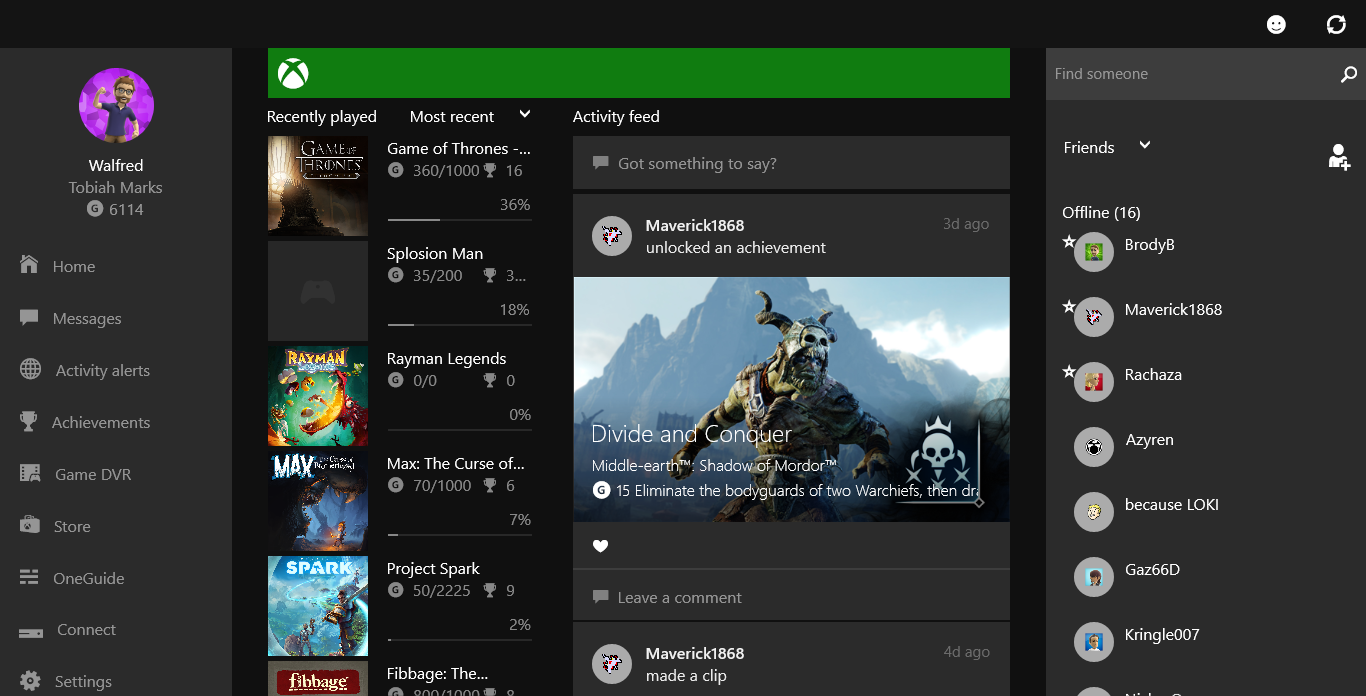 Walfred
Tobiah Marks
G 6114
Home
Messages
Activity alerts
Achievements
Game DVR
Store
OneGuide
Connect
Settings
Recently played
Most recent
GAME OF THRONES
Game of Thrones -...
G 360/1000 16
36%
Splosion Man
G 35/200 3...
18%
RAYMAN LEGENDS
Rayman Legends
G 0/0 0
0%
MAX: The Curse of Brotherhood
Max: The Curse of...
G 70/1000 6
7%
SPARK
Project Spark
G 50/2225 9
2%
fibbage
Fibbage: The...
G 800/1000 8
Activity feed
Got something to say?
Maverick1868
3d ago
unlocked an achievement
Divide and Conquer
Middle-earth™: Shadow of Mordor™
G 15 Eliminate the bodyguards of two Warchiefs, then dra
Leave a comment
Maverick1868
4d ago
made a clip
Find someone
Friends
Offline (16)
BrodyB
Maverick1868
Rachaza
Azyren
because LOKI
Gaz66D
Kringle007